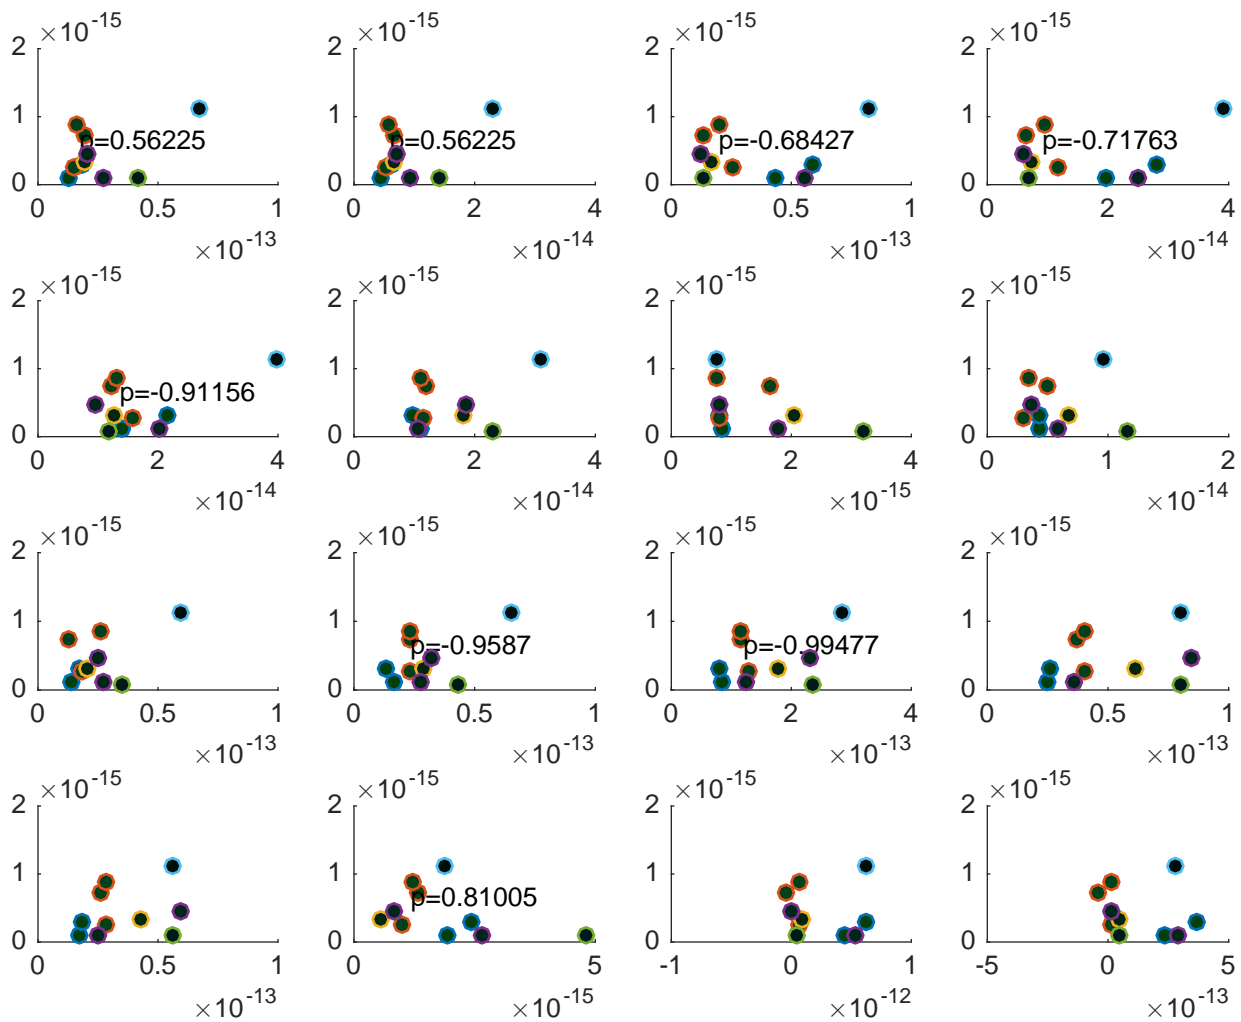 2 ×10-15 2 ×10-15 2 ×10-15 2 ×10-15
1 1 1 1
p=0.56225 p=0.56225 p=-0.68427 p=-0.71763
0 0 0 0
0 0.5 1 0 2 4 0 0.5 1 0 2 4
×10-13 ×10-14 ×10-13 ×10-14
2 ×10-15 2 ×10-15 2 ×10-15 2 ×10-15
1 1 1 1
p=-0.91156
0 0 0 0
0 2 4 0 2 4 0 2 4 0 1 2
×10-14 ×10-14 ×10-15 ×10-14
2 ×10-15 2 ×10-15 2 ×10-15 2 ×10-15
1 1 1 1
p=-0.9587 p=-0.99477
0 0 0 0
0 0.5 1 0 0.5 1 0 2 4 0 0.5 1
×10-13 ×10-13 ×10-13 ×10-13
2 ×10-15 2 ×10-15 2 ×10-15 2 ×10-15
1 1 1 1
p=0.81005
0 0 0 0
0 0.5 1 0 5 -1 0 1 -5 0 5
×10-13 ×10-15 ×10-12 ×10-13